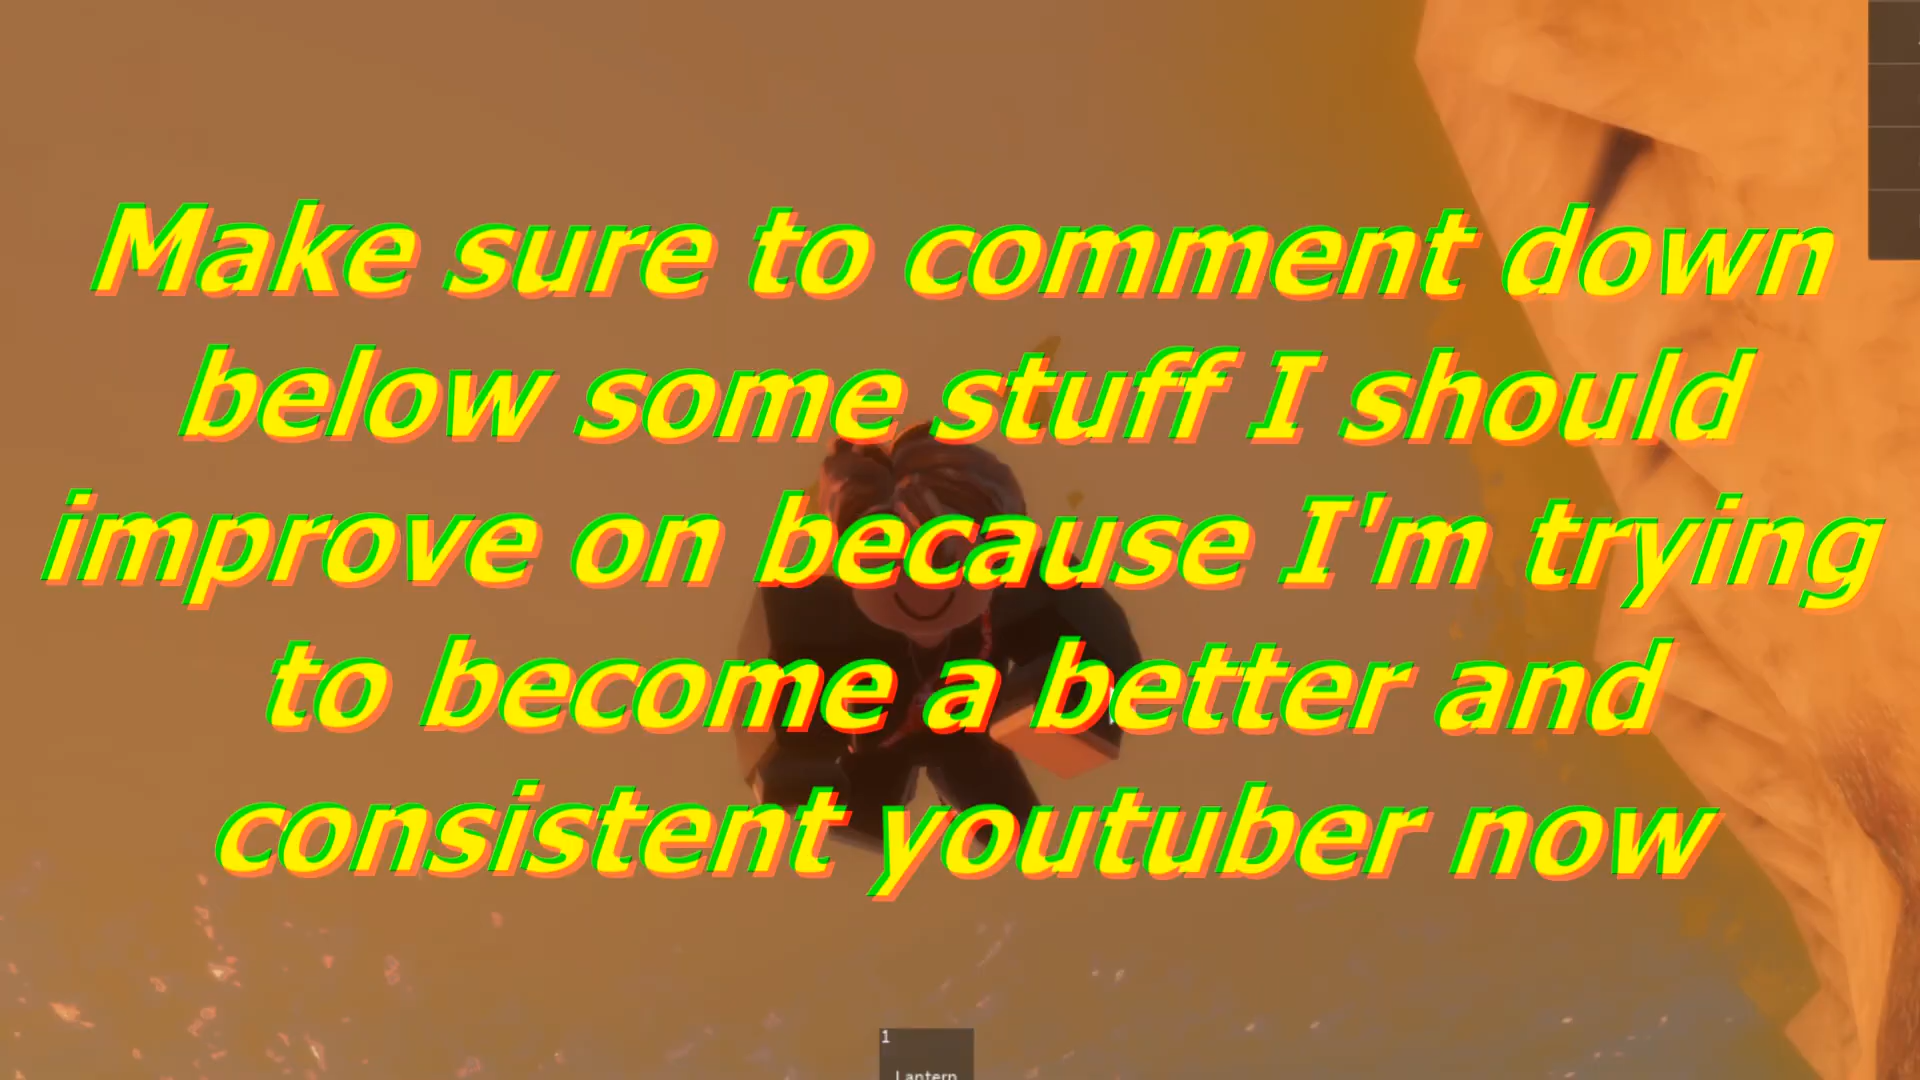 Make sure to comment down
below some stuff I should
improve on because I'm trying
to become a better and
consistent youtuber now
1
Lantern